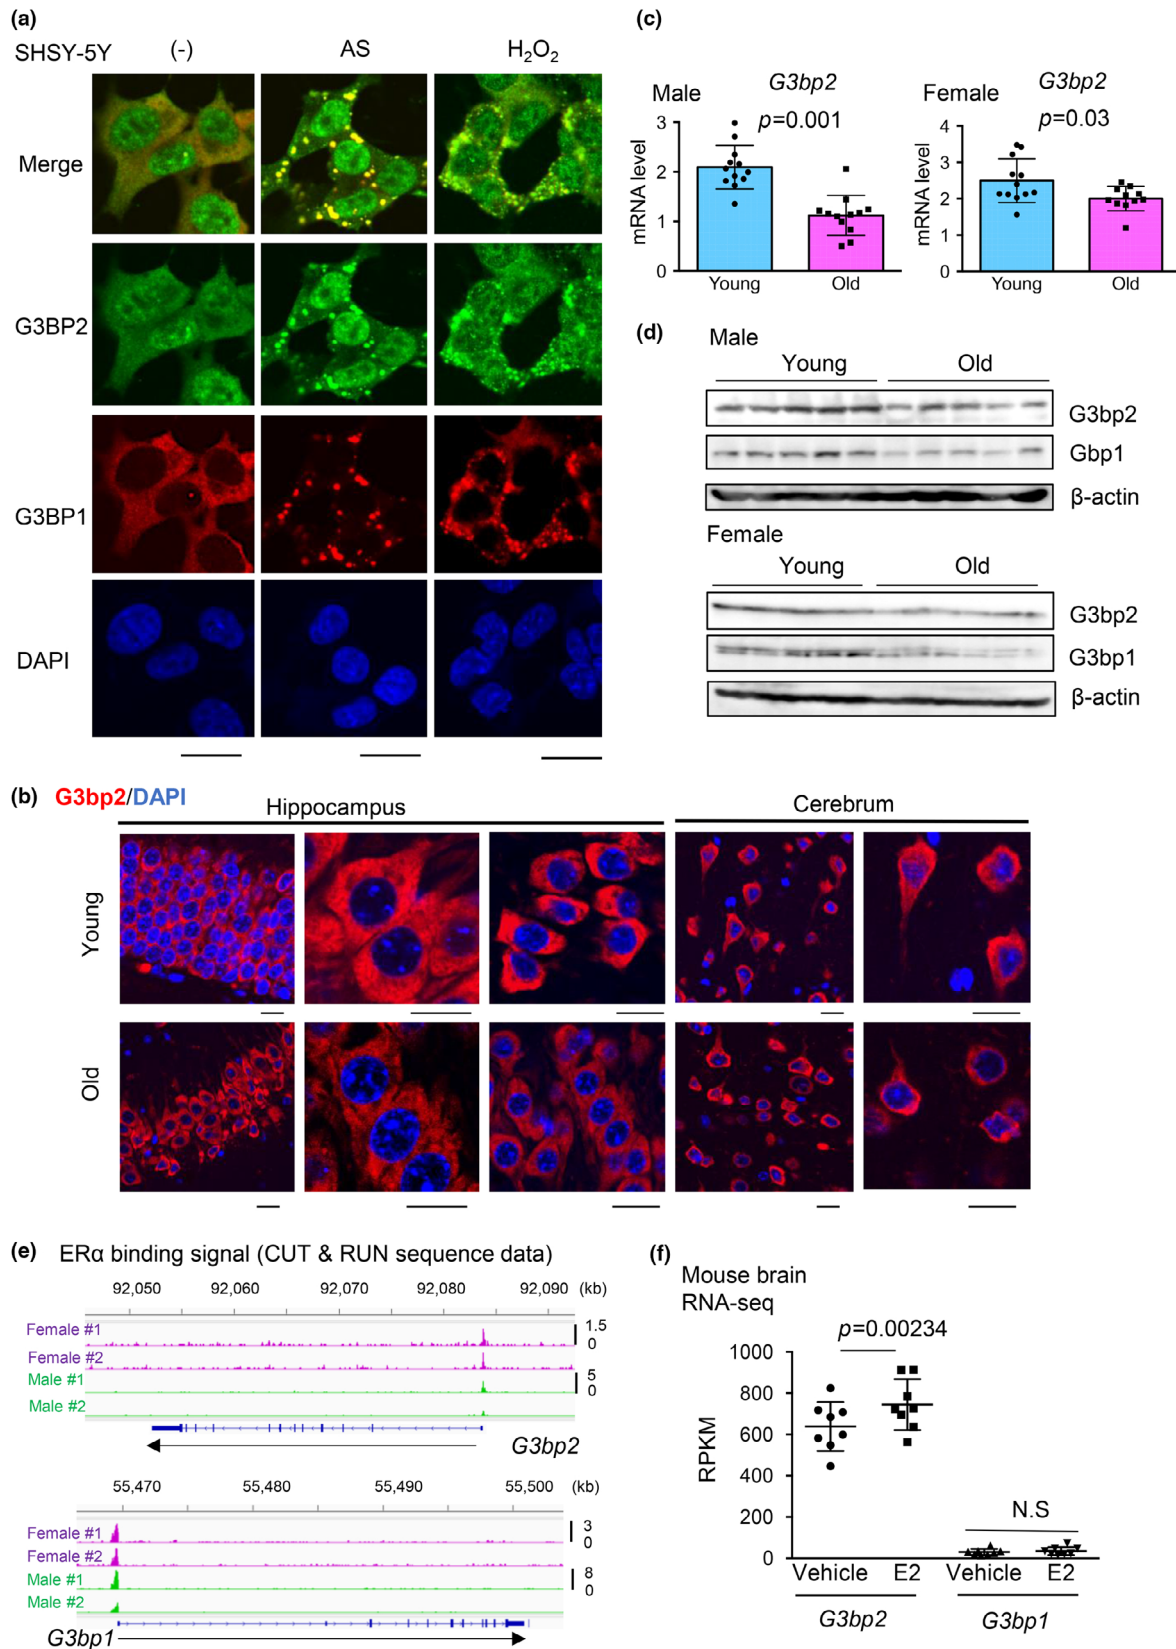 (a)
SHSY-5Y (-) AS H2O2
Merge
G3BP2
G3BP1
DAPI
(b) G3bp2/DAPI
Hippocampus Cerebrum
Young
Old
(c)
Male G3bp2
p=0.001
mRNA level
3
2
1
0
Young Old
Female G3bp2
p=0.03
mRNA level
4
3
2
1
0
Young Old
(d)
Male
Young Old
G3bp2
Gbp1
β-actin
Female
Young Old
G3bp2
G3bp1
β-actin
(e) ERα binding signal (CUT & RUN sequence data)
92,050 92,060 92,070 92,080 92,090 (kb)
Female #1 1.5
0
Female #2
Male #1 5
0
Male #2
G3bp2
55,470 55,480 55,490 55,500 (kb)
Female #1 3
0
Female #2
Male #1 8
0
Male #2
G3bp1
(f) Mouse brain
RNA-seq
p=0.00234
RPKM
1000
800
600
400
200
0
N.S
Vehicle E2 Vehicle E2
G3bp2 G3bp1